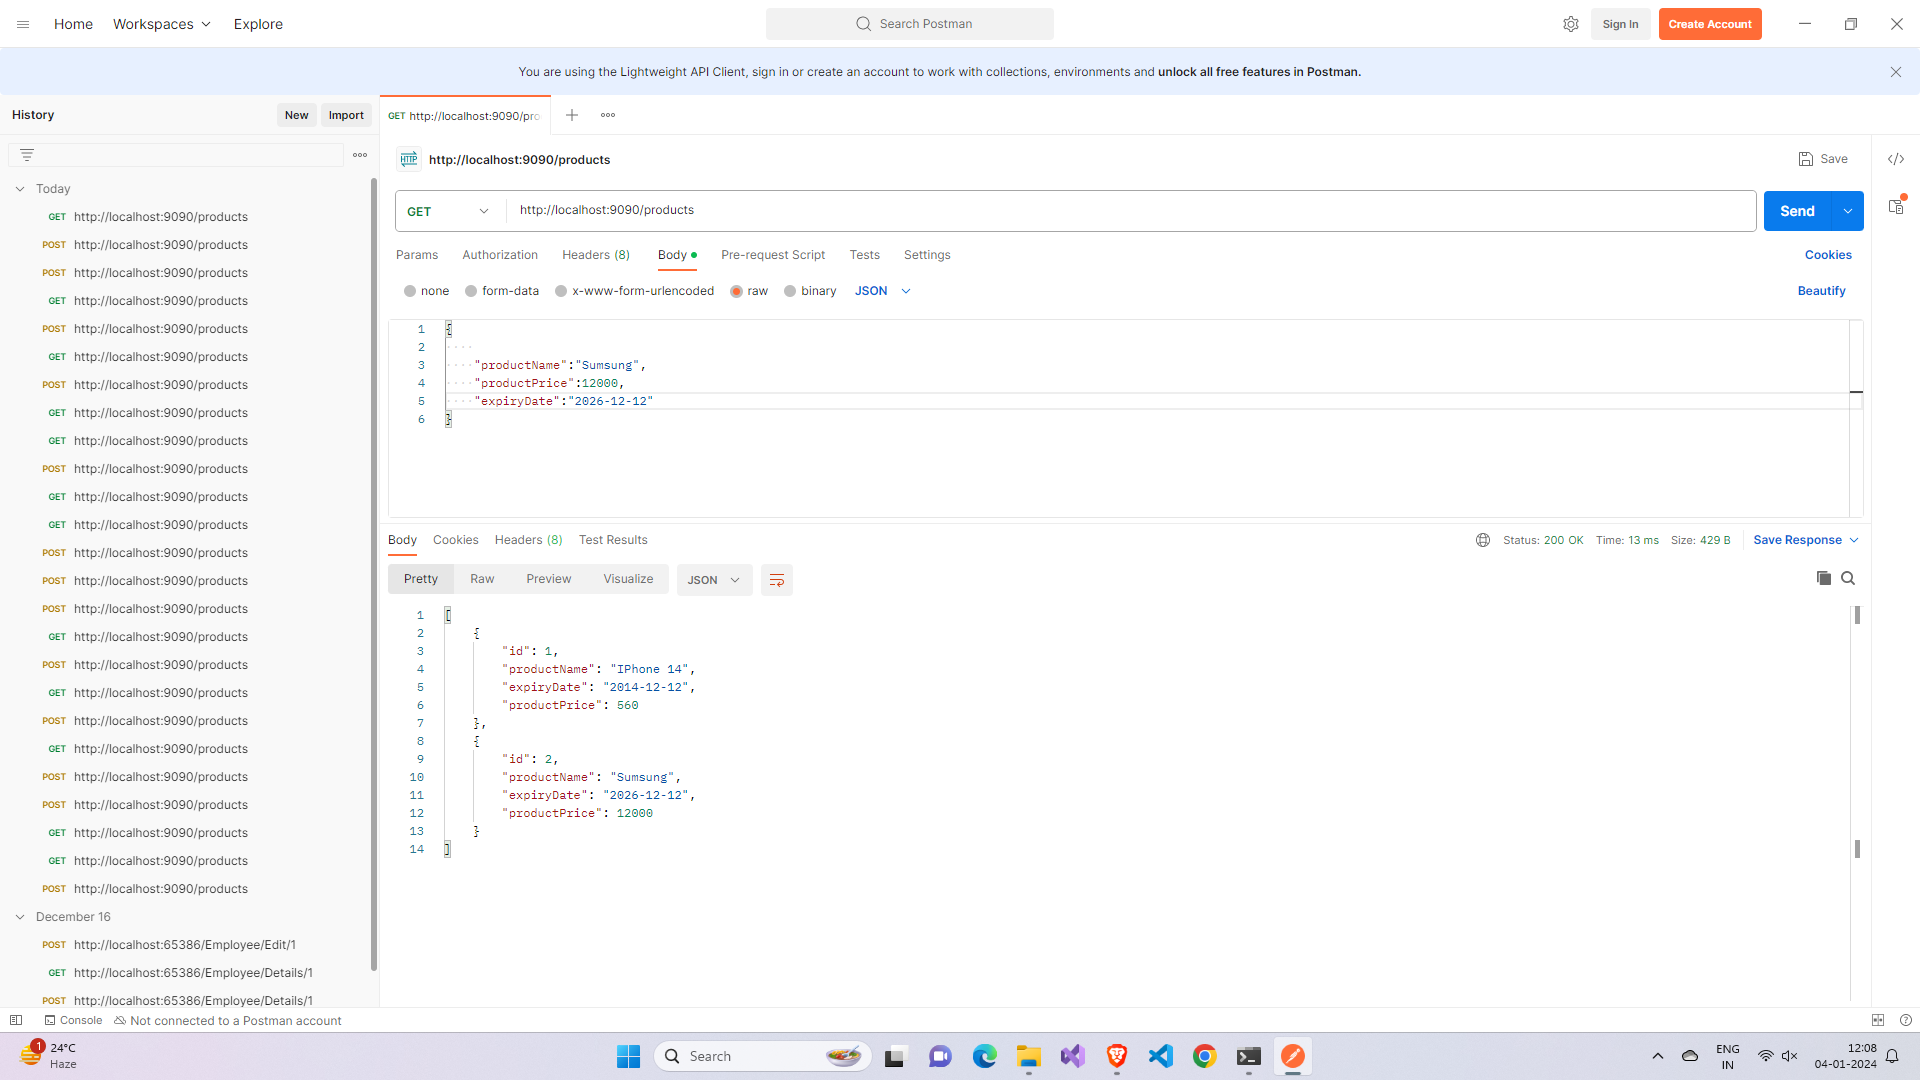 Home Workspaces Explore Search Postman Sign In Create Account
You are using the Lightweight API Client, sign in or create an account to work with collections, environments and unlock all free features in Postman.
History New Import
Today
GET http://localhost:9090/products
POST http://localhost:9090/products
POST http://localhost:9090/products
GET http://localhost:9090/products
POST http://localhost:9090/products
GET http://localhost:9090/products
POST http://localhost:9090/products
GET http://localhost:9090/products
GET http://localhost:9090/products
POST http://localhost:9090/products
GET http://localhost:9090/products
GET http://localhost:9090/products
POST http://localhost:9090/products
POST http://localhost:9090/products
POST http://localhost:9090/products
GET http://localhost:9090/products
POST http://localhost:9090/products
GET http://localhost:9090/products
POST http://localhost:9090/products
GET http://localhost:9090/products
POST http://localhost:9090/products
POST http://localhost:9090/products
GET http://localhost:9090/products
GET http://localhost:9090/products
POST http://localhost:9090/products
December 16
POST http://localhost:65386/Employee/Edit/1
GET http://localhost:65386/Employee/Details/1
POST http://localhost:65386/Employee/Details/1
GET http://localhost:9090/pro
HTTP http://localhost:9090/products Save
GET http://localhost:9090/products Send
Params Authorization Headers (8) Body Pre-request Script Tests Settings Cookies
none form-data x-www-form-urlencoded raw binary JSON Beautify
1 {
2
3 "productName":"Sumsung",
4 "productPrice":12000,
5 "expiryDate":"2026-12-12"
6 }
Body Cookies Headers (8) Test Results Status: 200 OK Time: 13 ms Size: 429 B Save Response
Pretty Raw Preview Visualize JSON
1 [
2 {
3 "id": 1,
4 "productName": "IPhone 14",
5 "expiryDate": "2014-12-12",
6 "productPrice": 560
7 },
8 {
9 "id": 2,
10 "productName": "Sumsung",
11 "expiryDate": "2026-12-12",
12 "productPrice": 12000
13 }
14 ]
Console Not connected to a Postman account
1 24°C
Haze
Search
ENG
IN
12:08
04-01-2024